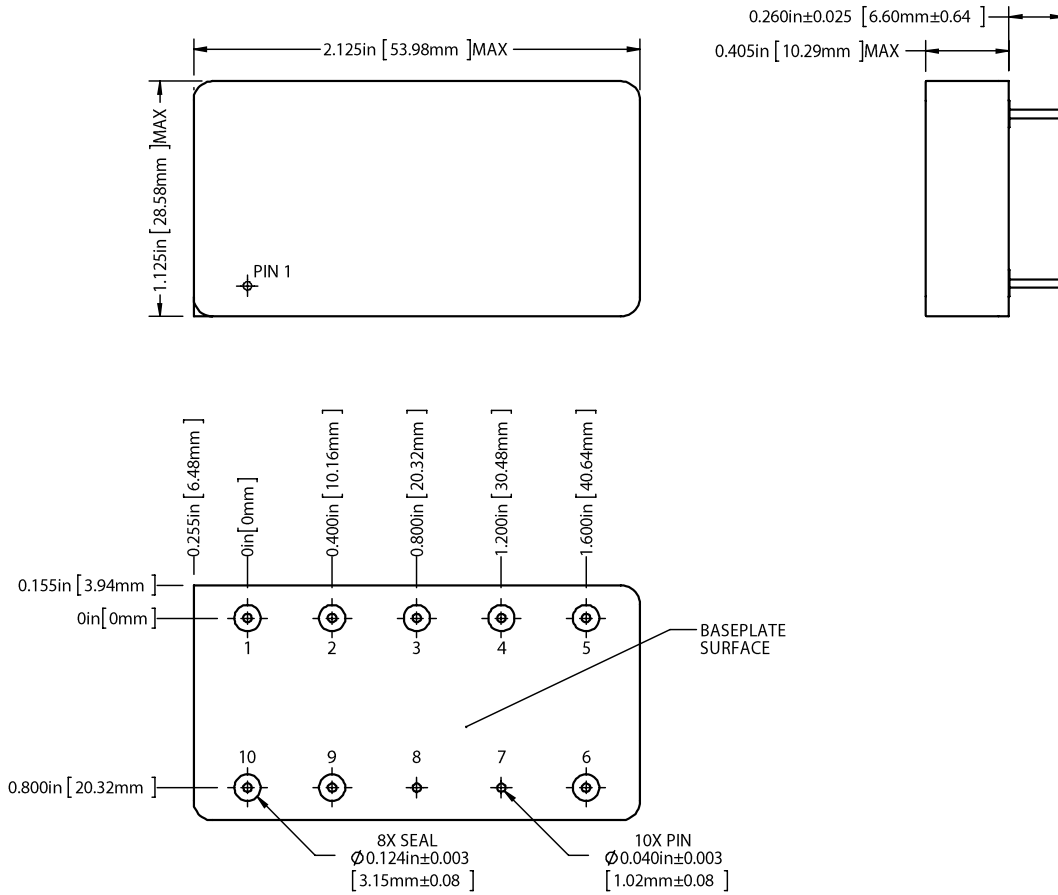 0.260in±0.025 [6.60mm±0.64 ]
2.125in [53.98mm ]MAX
0.405in [10.29mm ]MAX
1.125in [28.58mm ]MAX
PIN 1
0.255in [6.48mm ]
0in[0mm ]
0.400in [10.16mm ]
0.800in [20.32mm ]
1.200in [30.48mm ]
1.600in [40.64mm ]
0.155in [3.94mm ]
0in[0mm ]
1 2 3 4 5
BASEPLATE
SURFACE
10 9 8 7 6
0.800in [20.32mm ]
8X SEAL
Ø0.124in±0.003
[3.15mm±0.08 ]
10X PIN
Ø0.040in±0.003
[1.02mm±0.08 ]